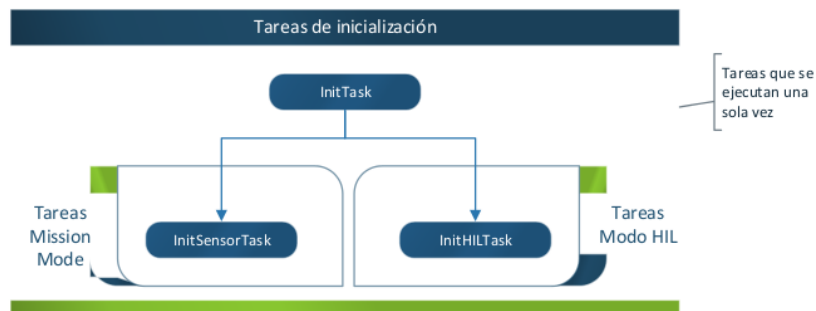 Tareas de inicialización
InitTask
Tareas que se
ejecutan una
sola vez
Tareas
Mission
Mode
InitSensorTask
InitHILTask
Tareas
Modo HIL